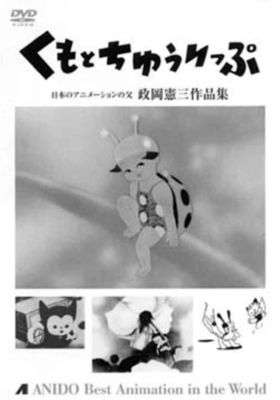 DVD
VIDEO
くもとちゅうりっぷ
日本のアニメーションの父 政岡憲三作品集
ANIDO Best Animation in the World